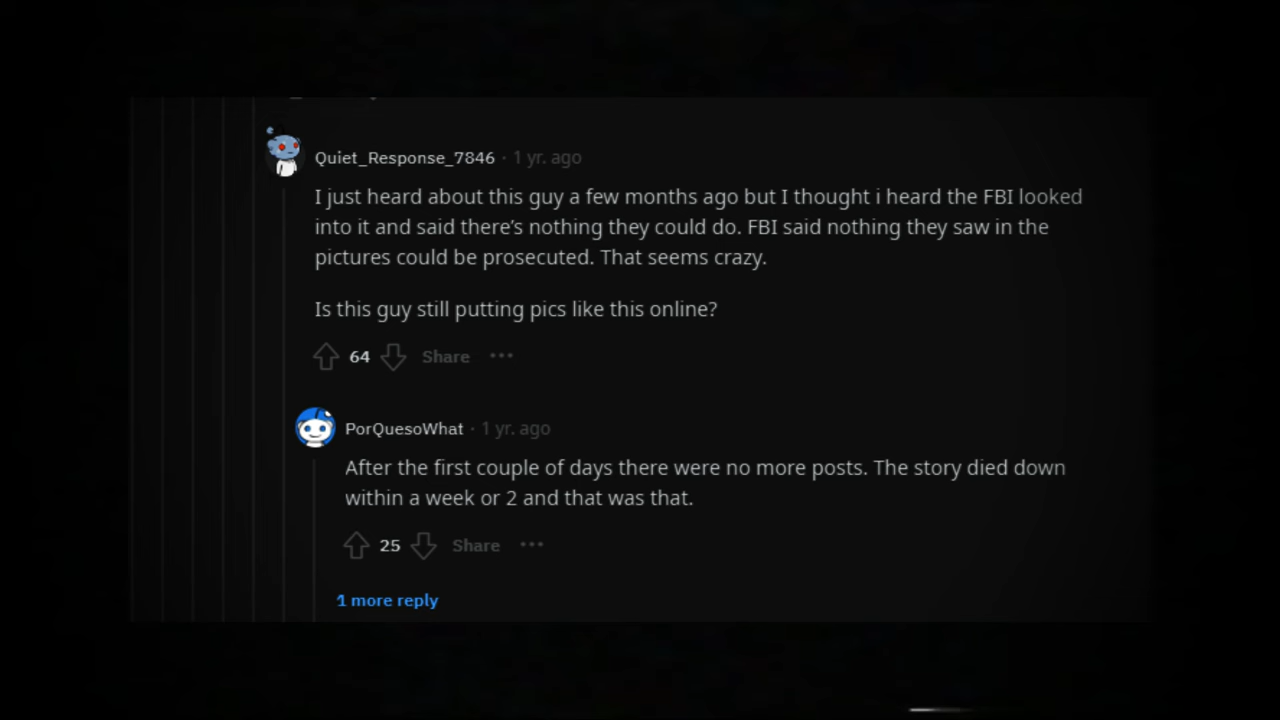 Quiet_Response_7846 · 1 yr. ago
I just heard about this guy a few months ago but I thought i heard the FBI looked
into it and said there’s nothing they could do. FBI said nothing they saw in the
pictures could be prosecuted. That seems crazy.
Is this guy still putting pics like this online?
64 Share ···
PorQuesoWhat · 1 yr. ago
After the first couple of days there were no more posts. The story died down
within a week or 2 and that was that.
25 Share ···
1 more reply